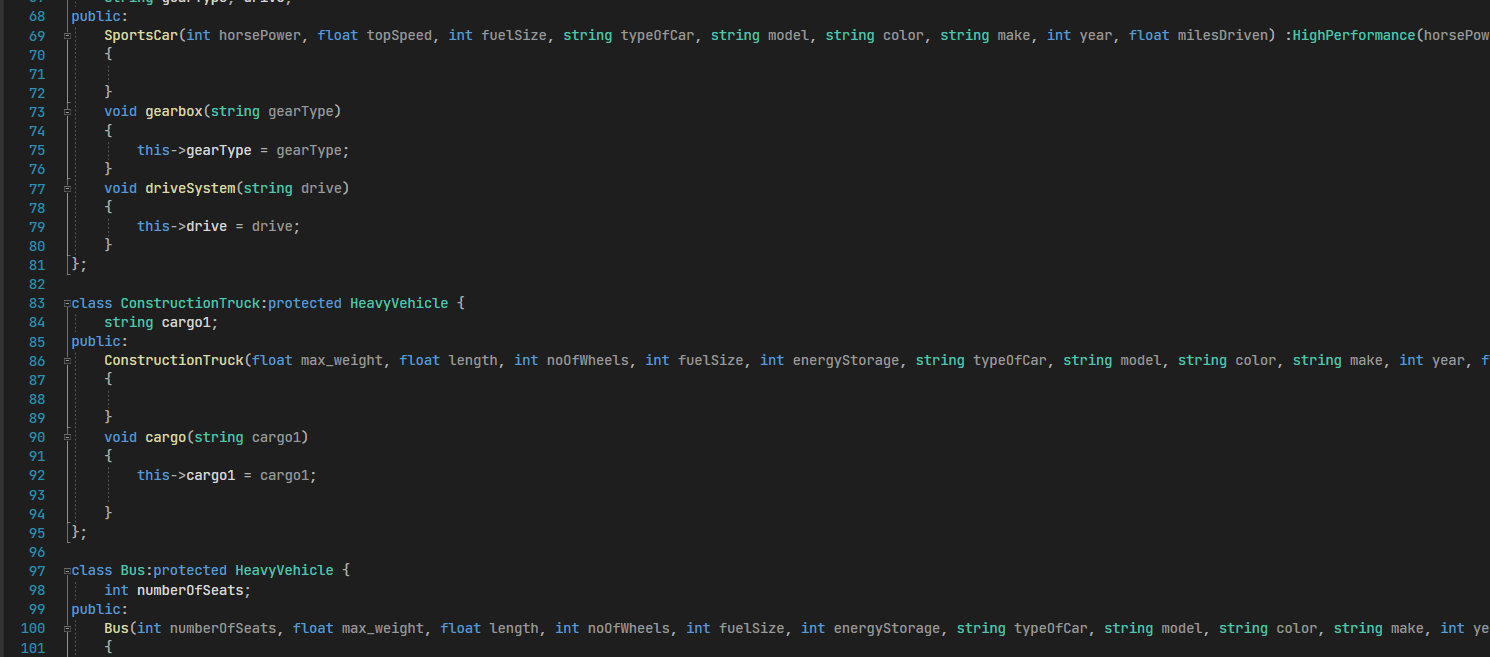 67 string gearType, drive;
68 public:
69 SportsCar(int horsePower, float topSpeed, int fuelSize, string typeOfCar, string model, string color, string make, int year, float milesDriven) :HighPerformance(horsePow
70 {
71
72 }
73 void gearbox(string gearType)
74 {
75 this->gearType = gearType;
76 }
77 void driveSystem(string drive)
78 {
79 this->drive = drive;
80 }
81 };
82
83 class ConstructionTruck:protected HeavyVehicle {
84 string cargo1;
85 public:
86 ConstructionTruck(float max_weight, float length, int noOfWheels, int fuelSize, int energyStorage, string typeOfCar, string model, string color, string make, int year, f
87 {
88
89 }
90 void cargo(string cargo1)
91 {
92 this->cargo1 = cargo1;
93
94 }
95 };
96
97 class Bus:protected HeavyVehicle {
98 int numberOfSeats;
99 public:
100 Bus(int numberOfSeats, float max_weight, float length, int noOfWheels, int fuelSize, int energyStorage, string typeOfCar, string model, string color, string make, int ye
101 {